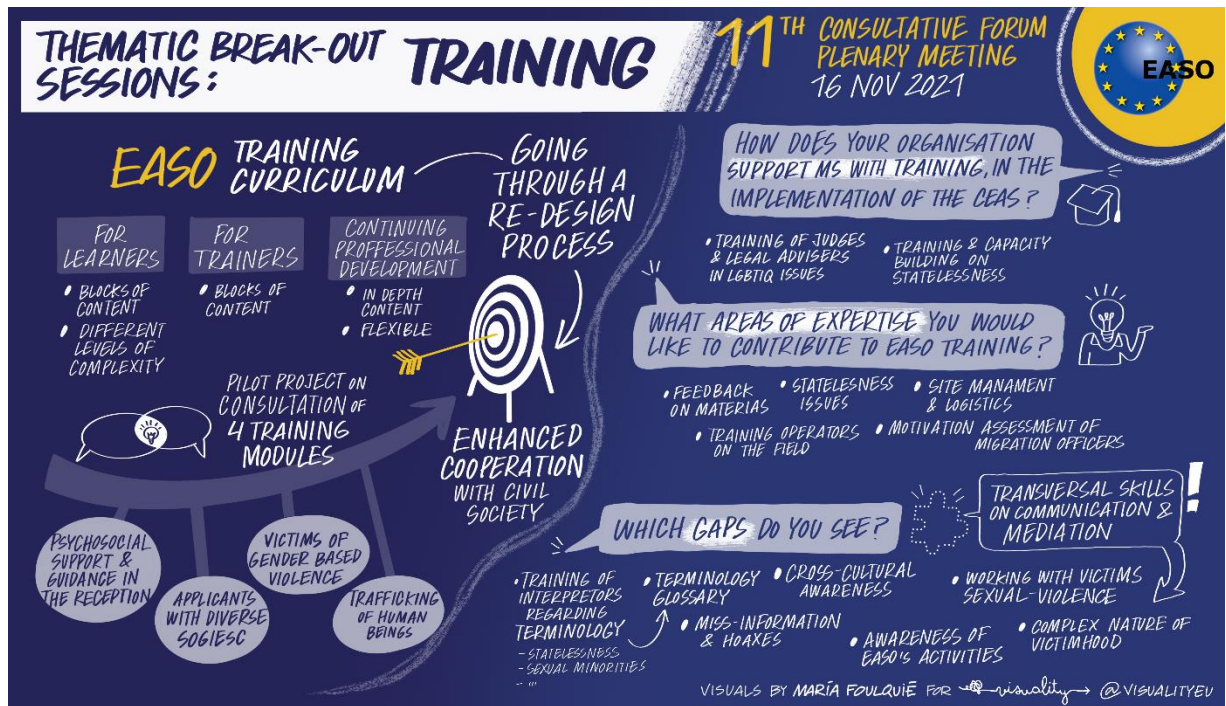 THEMATIC BREAK-OUT
SESSIONS:
TRAINING
11TH CONSULTATIVE FORUM
PLENARY MEETING
16 NOV 2021
EASO
EASO TRAINING
CURRICULUM
GOING
THROUGH A
RE-DESIGN
PROCESS
FOR
LEARNERS
• BLOCKS OF
CONTENT
• DIFFERENT
LEVELS OF
COMPLEXITY
FOR
TRAINERS
• BLOCKS OF
CONTENT
CONTINUING
PROFFESSIONAL
DEVELOPMENT
• IN DEPTH
CONTENT
• FLEXIBLE
PILOT PROJECT ON
CONSULTATION OF
4 TRAINING
MODULES
ENHANCED
COOPERATION
WITH CIVIL
SOCIETY
PSYCHOSOCIAL
SUPPORT &
GUIDANCE IN
THE RECEPTION
APPLICANTS
WITH DIVERSE
SOGIESC
VICTIMS OF
GENDER BASED
VIOLENCE
TRAFFICKING
OF HUMAN
BEINGS
HOW DOES YOUR ORGANISATION
SUPPORT MS WITH TRAINING, IN THE
IMPLEMENTATION OF THE CEAS?
• TRAINING OF JUDGES
& LEGAL ADVISERS
IN LGBTIQ ISSUES
• TRAINING & CAPACITY
BUILDING ON
STATELESSNESS
WHAT AREAS OF EXPERTISE YOU WOULD
LIKE TO CONTRIBUTE TO EASO TRAINING?
• FEEDBACK
ON MATERIAS
• STATELESSNESS
ISSUES
• SITE MANAMENT
& LOGISTICS
• TRAINING OPERATORS
ON THE FIELD
• MOTIVATION ASSESSMENT OF
MIGRATION OFFICERS
WHICH GAPS DO YOU SEE?
TRANSVERSAL SKILLS
ON COMMUNICATION &
MEDIATION
!
• TRAINING OF
INTERPRETORS
REGARDING
TERMINOLOGY
- STATELESSNESS
- SEXUAL MINORITIES
- ...
• TERMINOLOGY
GLOSSARY
• CROSS-CULTURAL
AWARENESS
• MISS-INFORMATION
& HOAXES
• WORKING WITH VICTIMS
SEXUAL-VIOLENCE
• AWARENESS OF
EASO'S ACTIVITIES
• COMPLEX NATURE OF
VICTIMHOOD
VISUALS BY MARÍA FOULQUIÉ FOR visuality @VISUALITYEU